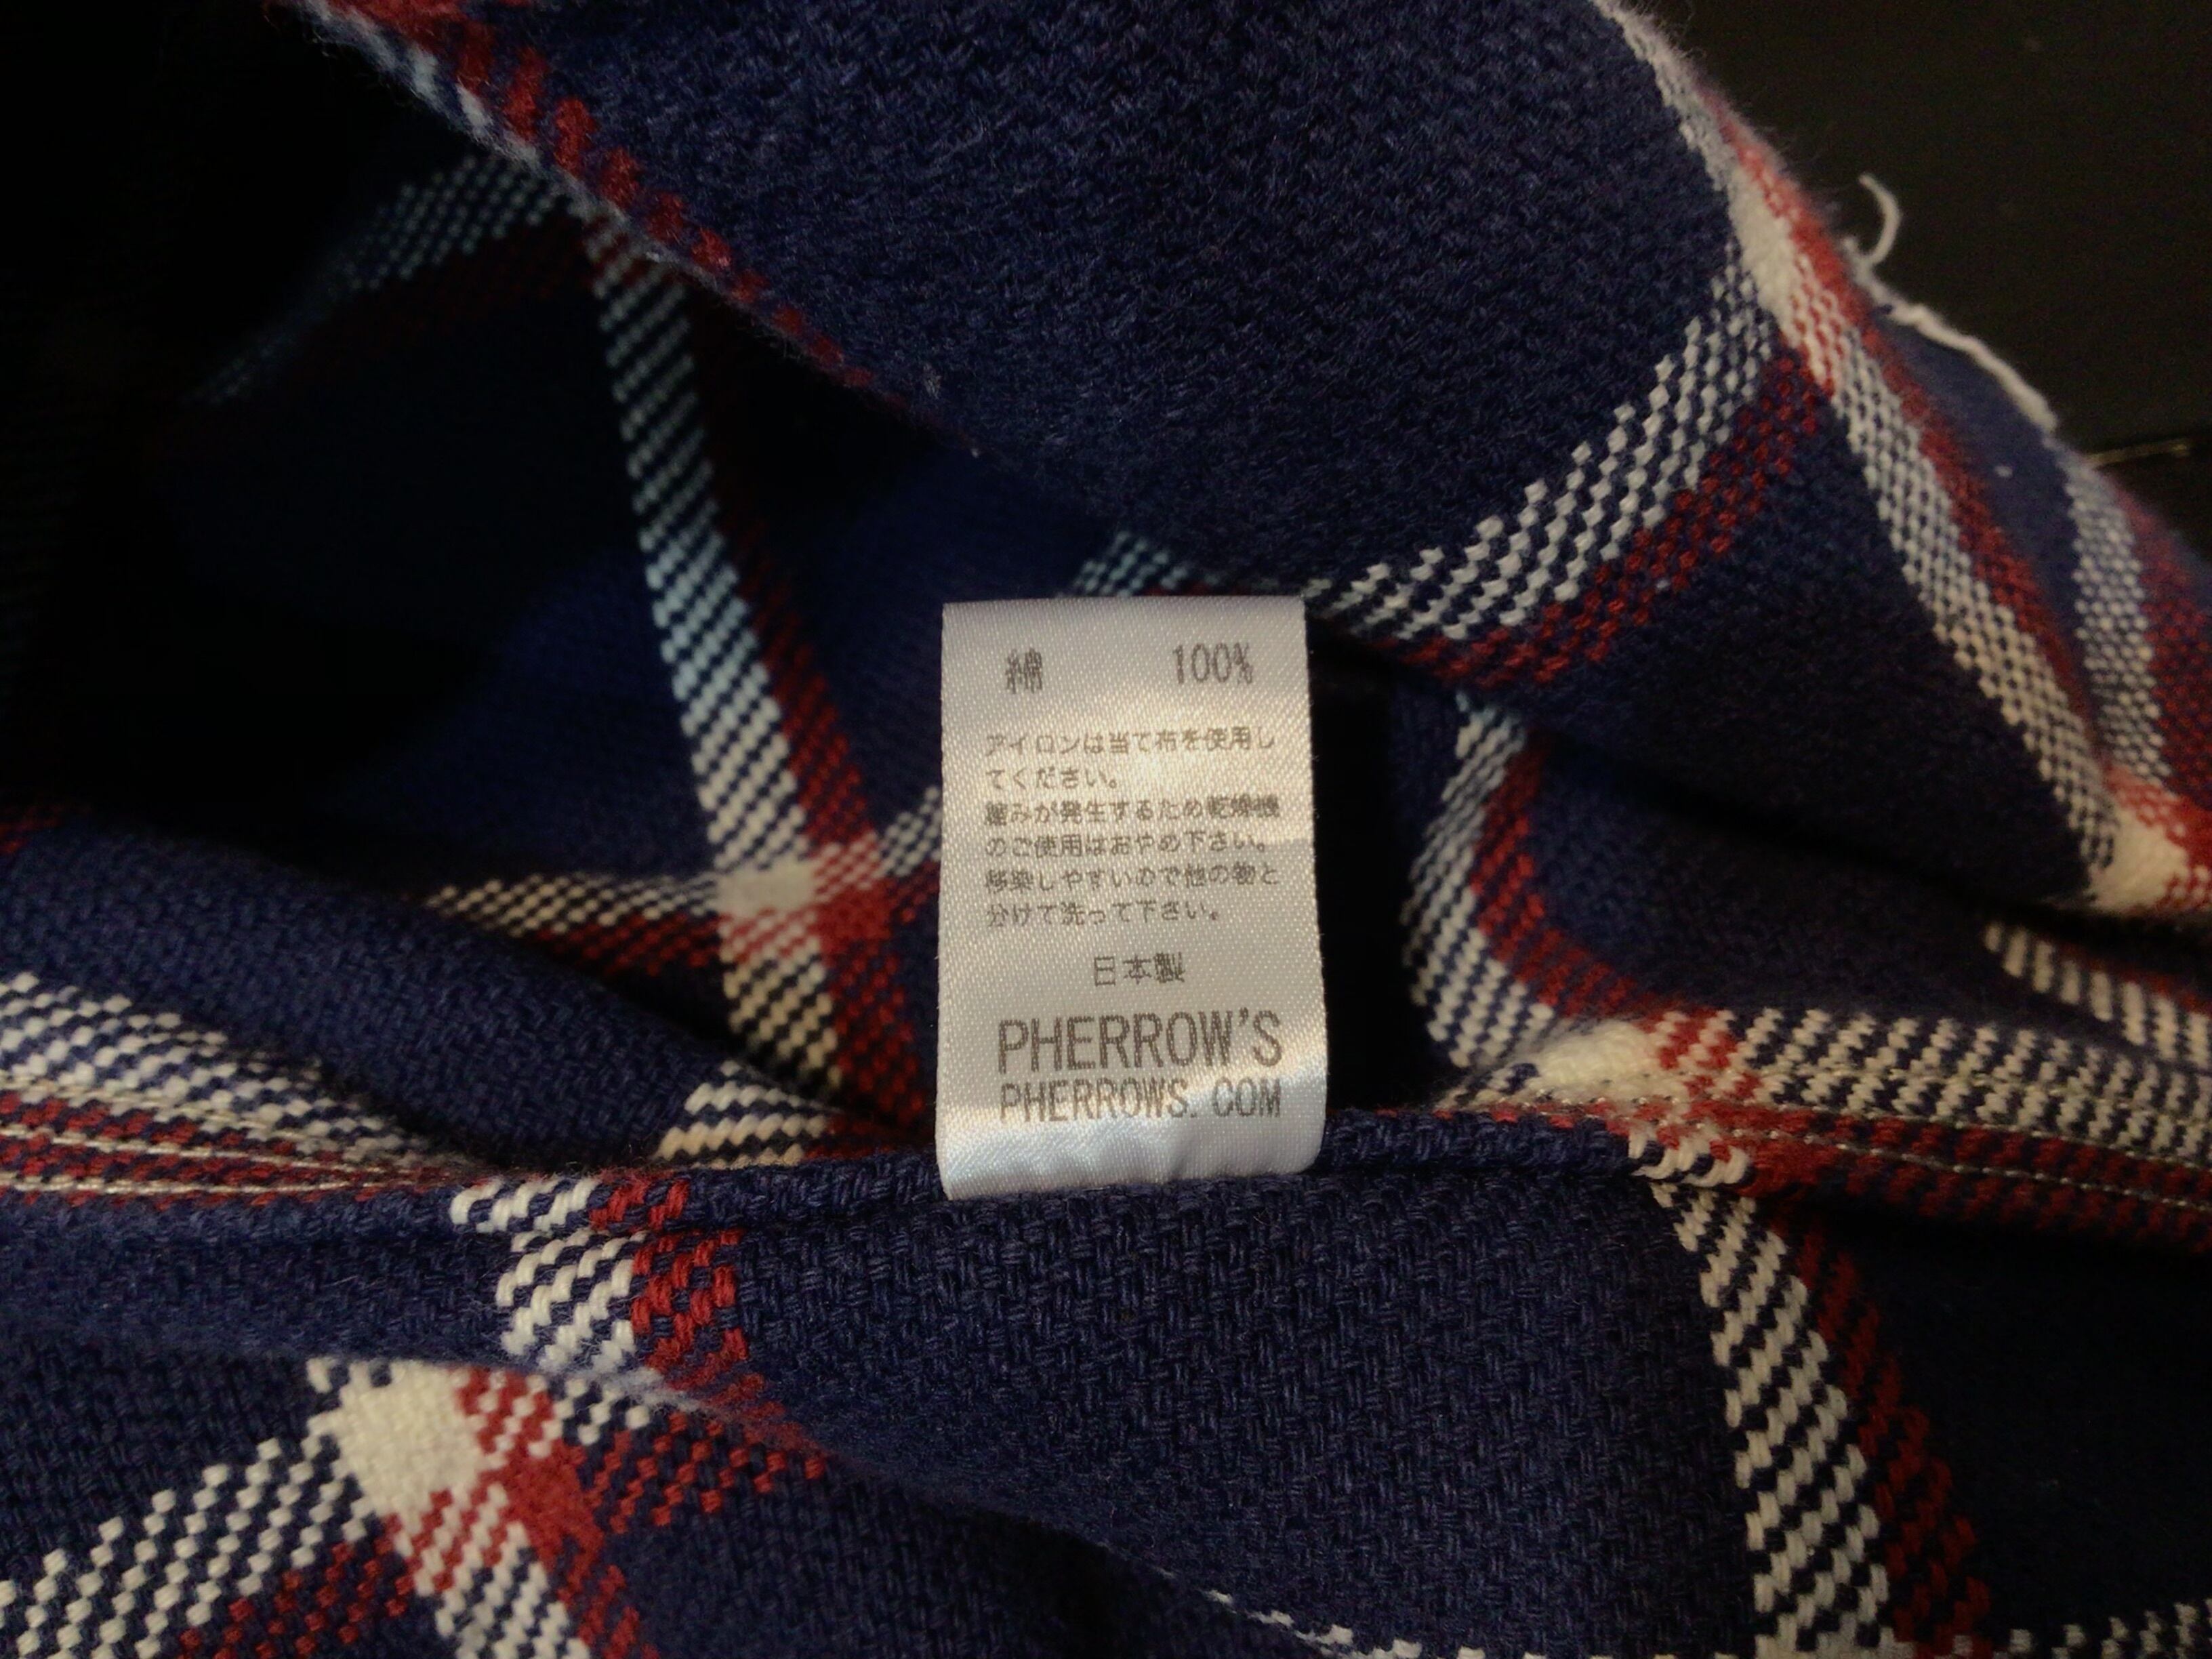 綿 100%
アイロンは当て布を使用し
てください。
縮みが発生するため乾燥機
のご使用はおやめ下さい。
移染しやすいので他の物と
分けて洗って下さい。
日本製
PHERROW'S
PHERROWS.COM